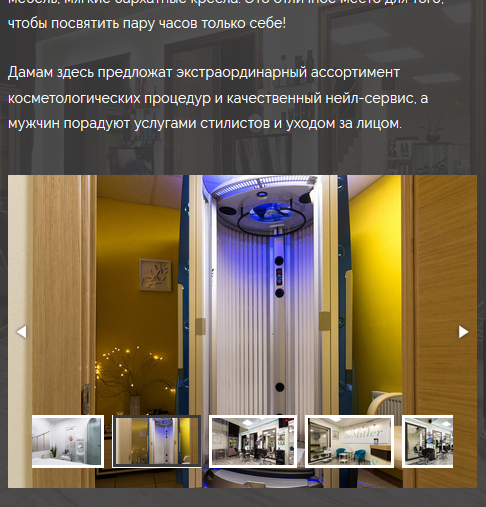 мебель, мягкие бархатные кресла. Это отличное место для того,
чтобы посвятить пару часов только себе!
Дамам здесь предложат экстраординарный ассортимент
косметологических процедур и качественный нейл-сервис, а
мужчин порадуют услугами стилистов и уходом за лицом.